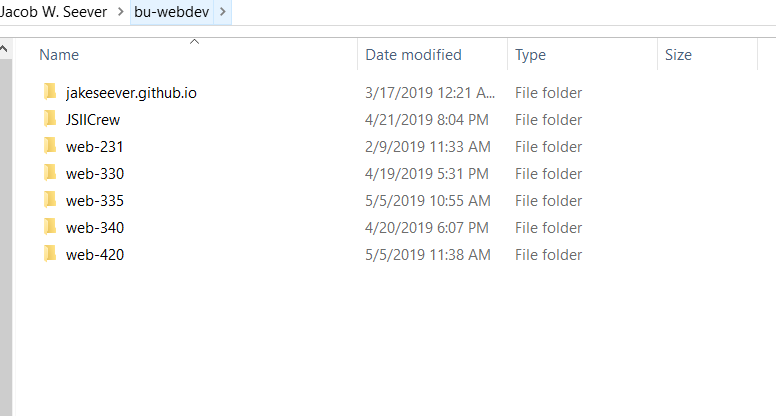 Jacob W. Seever > bu-webdev >
Name Date modified Type Size
jakeseever.github.io 3/17/2019 12:21 A... File folder
JSIICrew 4/21/2019 8:04 PM File folder
web-231 2/9/2019 11:33 AM File folder
web-330 4/19/2019 5:31 PM File folder
web-335 5/5/2019 10:55 AM File folder
web-340 4/20/2019 6:07 PM File folder
web-420 5/5/2019 11:38 AM File folder